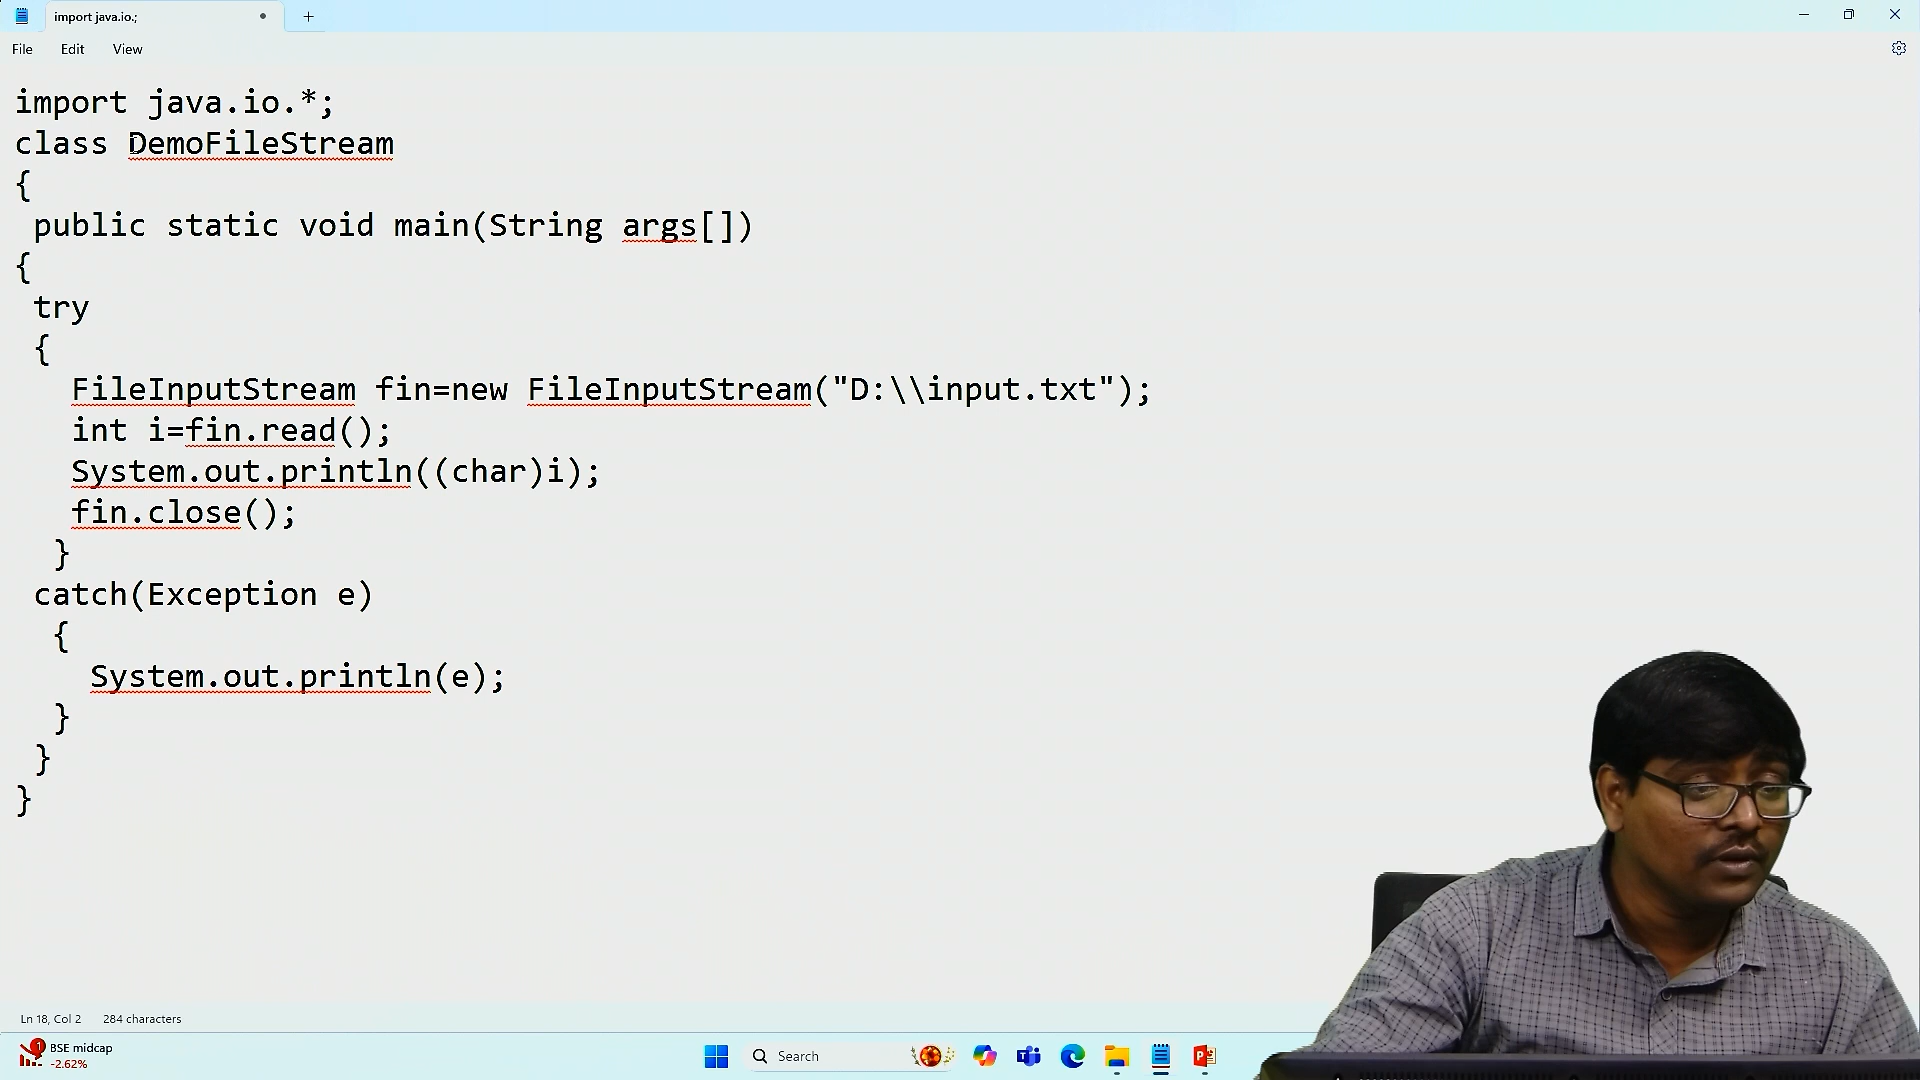 import java.io.;
File Edit View
import java.io.*;
class DemoFileStream
{
public static void main(String args[])
{
try
{
FileInputStream fin=new FileInputStream("D:\\input.txt");
int i=fin.read();
System.out.println((char)i);
fin.close();
}
catch(Exception e)
{
System.out.println(e);
}
}
}
Ln 18, Col 2 284 characters
1 BSE midcap
-2.62%
Search